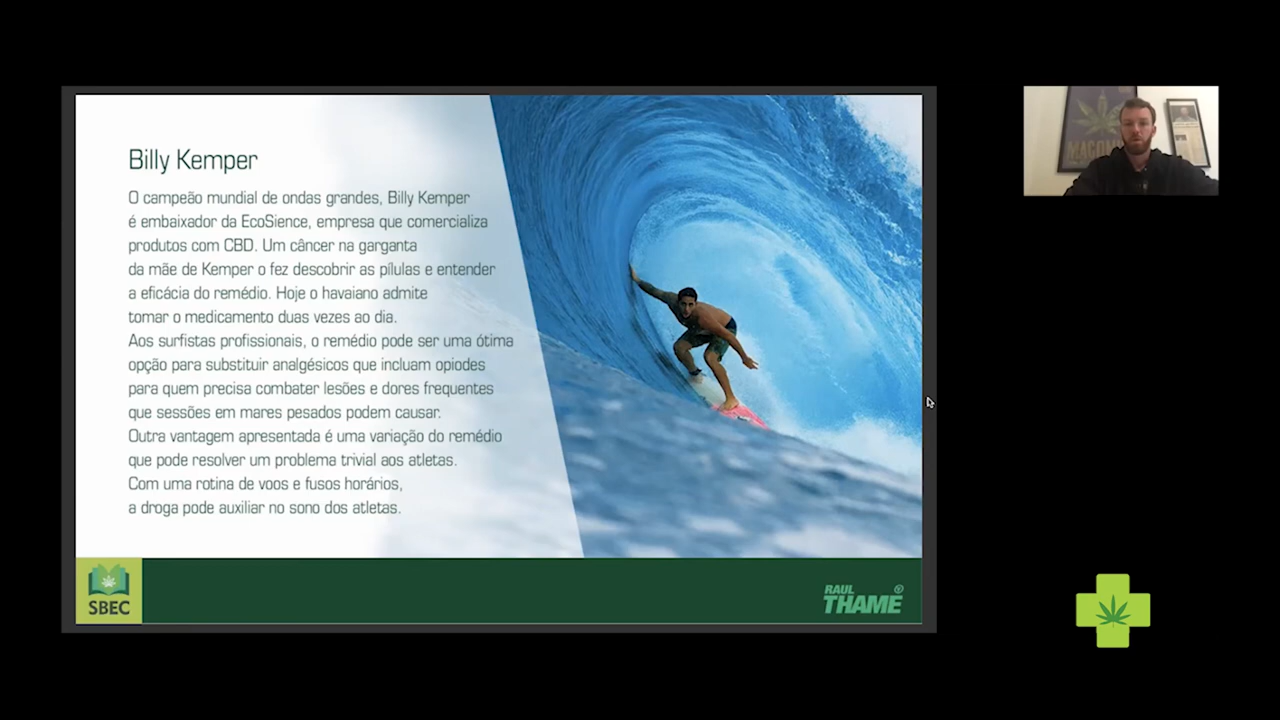 Billy Kemper
O campeão mundial de ondas grandes, Billy Kemper
é embaixador da EcoSience, empresa que comercializa
produtos com CBD. Um câncer na garganta
da mãe de Kemper o fez descobrir as pílulas e entender
a eficácia do remédio. Hoje o havaiano admite
tomar o medicamento duas vezes ao dia.
Aos surfistas profissionais, o remédio pode ser uma ótima
opção para substituir analgésicos que incluam opiodes
para quem precisa combater lesões e dores frequentes
que sessões em mares pesados podem causar.
Outra vantagem apresentada é uma variação do remédio
que pode resolver um problema trivial aos atletas.
Com uma rotina de voos e fusos horários,
a droga pode auxiliar no sono dos atletas.
SBEC
RAUL
THAME ®